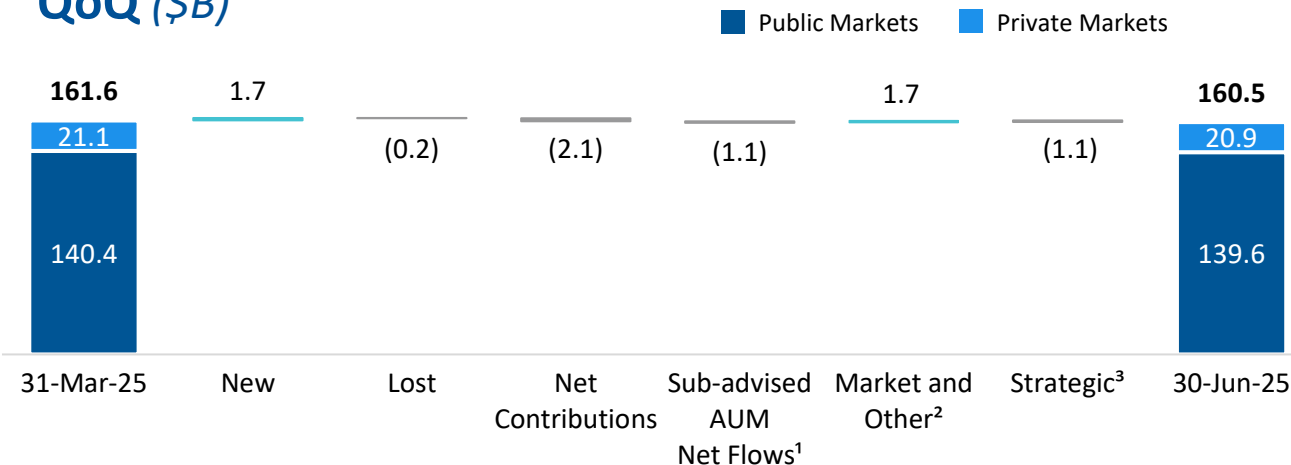 QoQ ($B)
Public Markets Private Markets
161.6 1.7 1.7 160.5
21.1 (0.2) (2.1) (1.1) (1.1) 20.9
140.4 139.6
31-Mar-25 New Lost Net Sub-advised Market and Strategic³ 30-Jun-25
Contributions AUM Other²
Net Flows¹